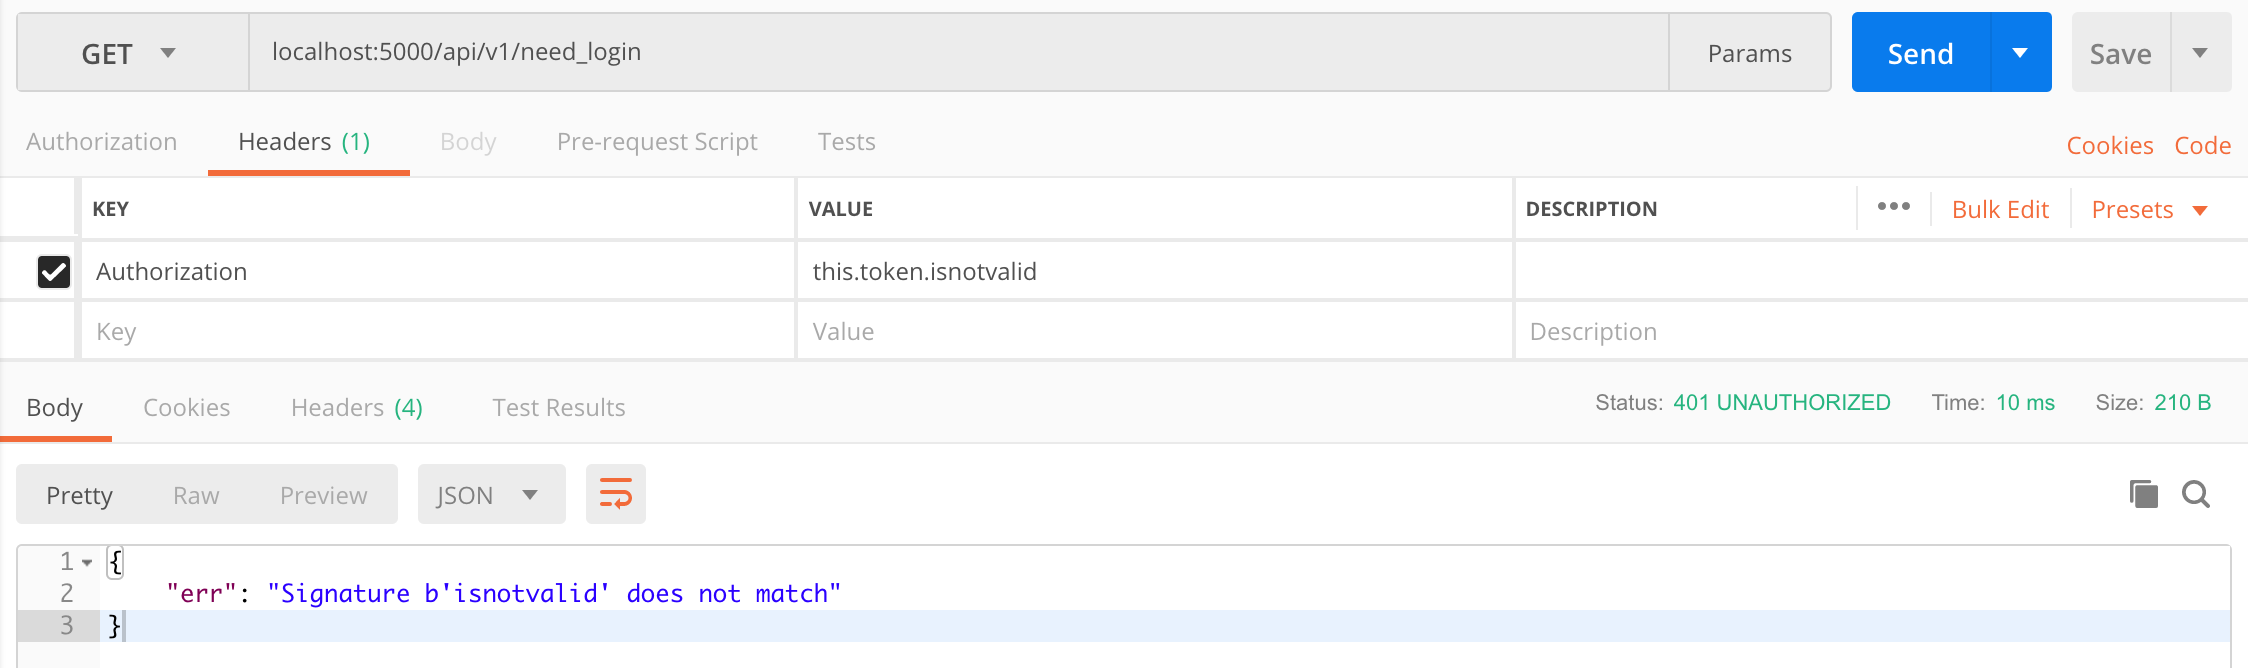 GET localhost:5000/api/v1/need_login Params Send Save
Authorization Headers (1) Body Pre-request Script Tests Cookies Code
KEY VALUE DESCRIPTION ••• Bulk Edit Presets
Authorization this.token.isnotvalid
Key Value Description
Body Cookies Headers (4) Test Results Status: 401 UNAUTHORIZED Time: 10 ms Size: 210 B
Pretty Raw Preview JSON
1 {
2 "err": "Signature b'isnotvalid' does not match"
3 }